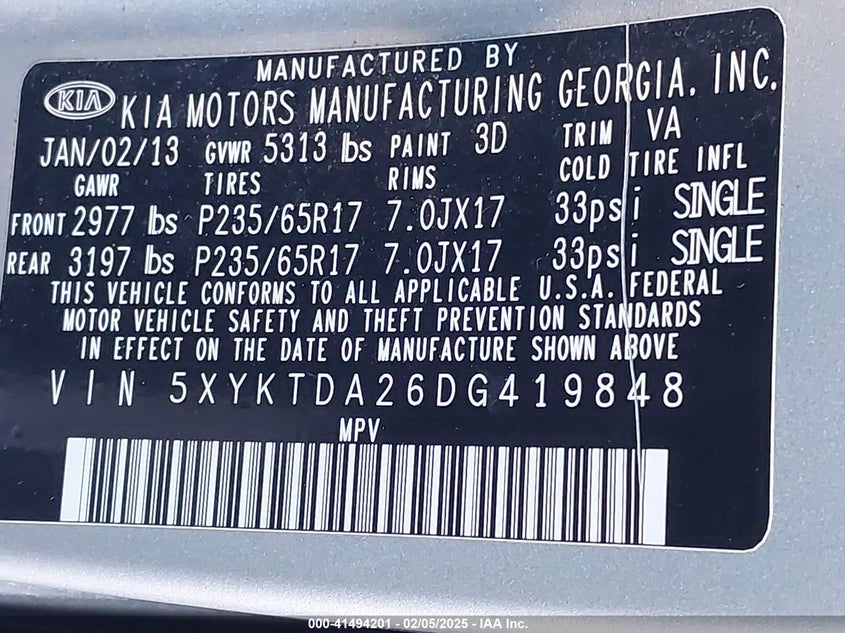 MANUFACTURED BY
KIA KIA MOTORS MANUFACTURING GEORGIA, INC.
JAN/02/13 GVWR 5313 lbs PAINT 3D TRIM VA
GAWR TIRES RIMS COLD TIRE INFL
FRONT 2977 lbs P235/65R17 7.0JX17 33psi SINGLE
REAR 3197 lbs P235/65R17 7.0JX17 33psi SINGLE
THIS VEHICLE CONFORMS TO ALL APPLICABLE U.S.A. FEDERAL
MOTOR VEHICLE SAFETY AND THEFT PREVENTION STANDARDS
IN EFFECT ON THE DATE OF MANUFACTURE SHOWN ABOVE
VIN 5XYKTDA26DG419848
MPV
000-41494201 - 02/05/2025 - IAA Inc.